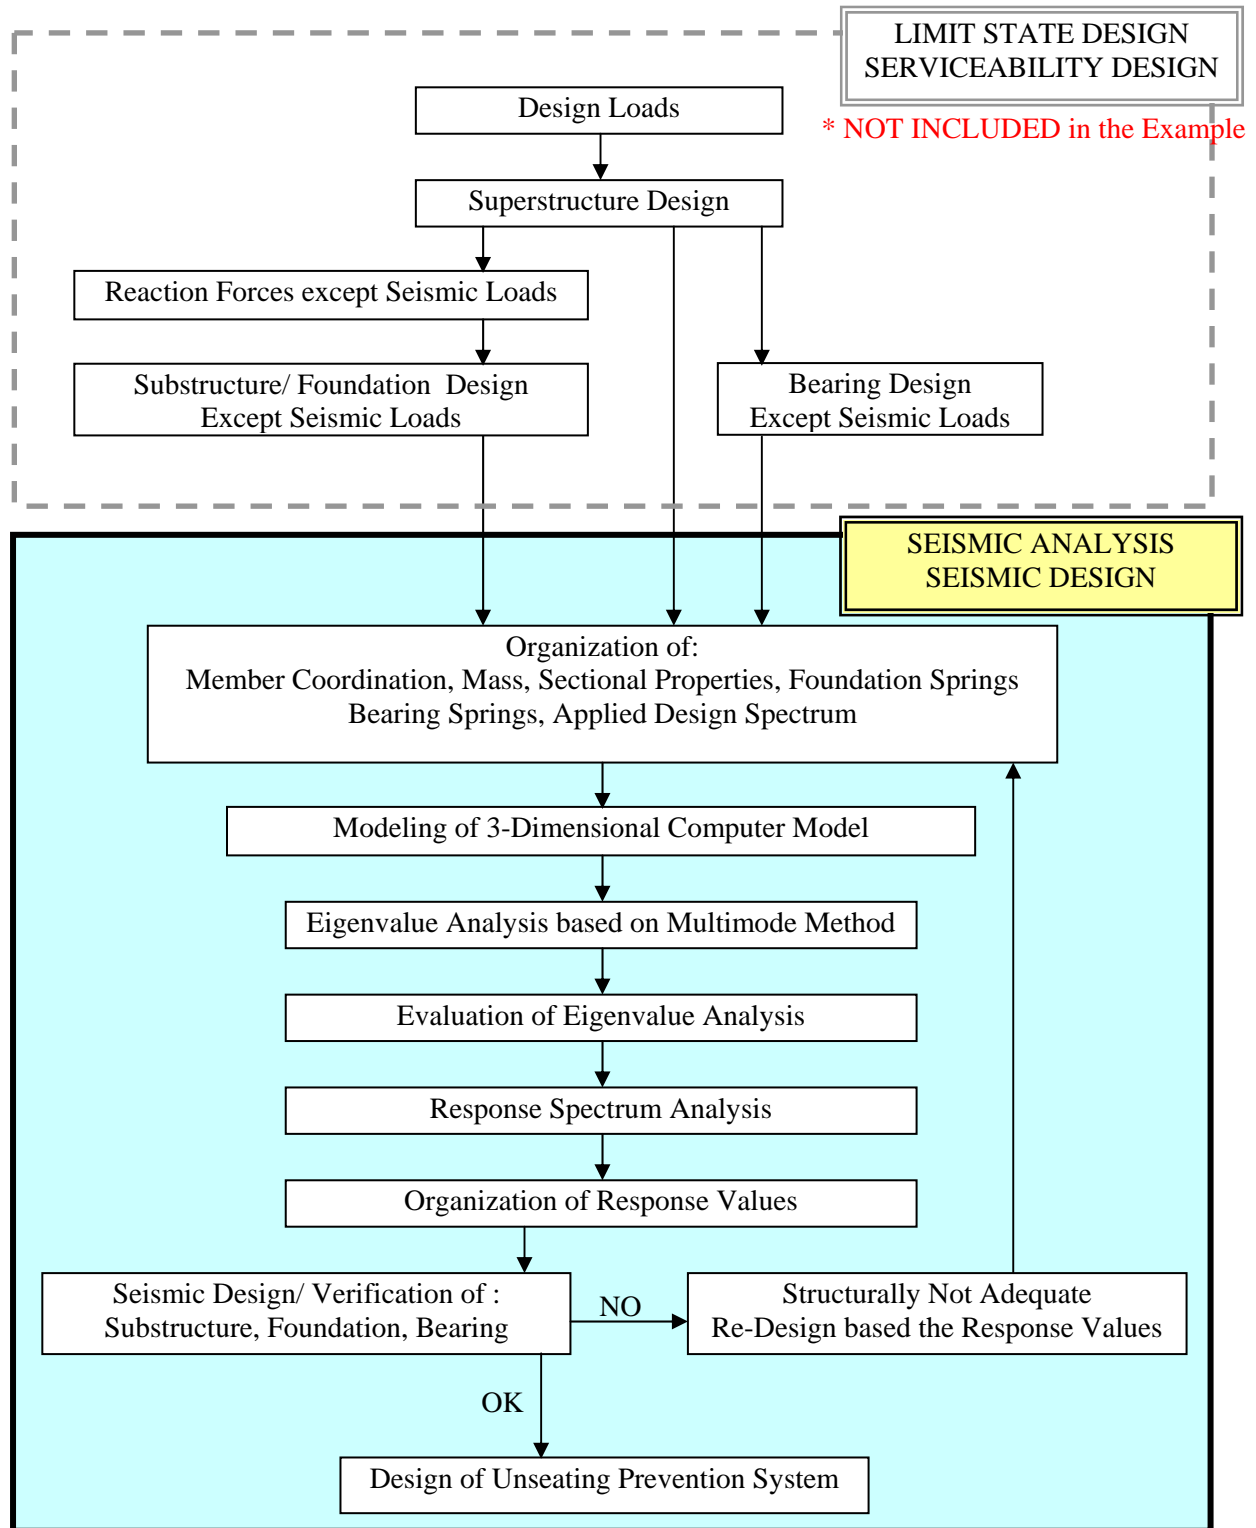 LIMIT STATE DESIGN
SERVICEABILITY DESIGN
* NOT INCLUDED in the Example
Design Loads
Superstructure Design
Reaction Forces except Seismic Loads
Substructure/ Foundation Design
Except Seismic Loads
Bearing Design
Except Seismic Loads
SEISMIC ANALYSIS
SEISMIC DESIGN
Organization of:
Member Coordination, Mass, Sectional Properties, Foundation Springs
Bearing Springs, Applied Design Spectrum
Modeling of 3-Dimensional Computer Model
Eigenvalue Analysis based on Multimode Method
Evaluation of Eigenvalue Analysis
Response Spectrum Analysis
Organization of Response Values
Seismic Design/ Verification of :
Substructure, Foundation, Bearing
NO
Structurally Not Adequate
Re-Design based the Response Values
OK
Design of Unseating Prevention System